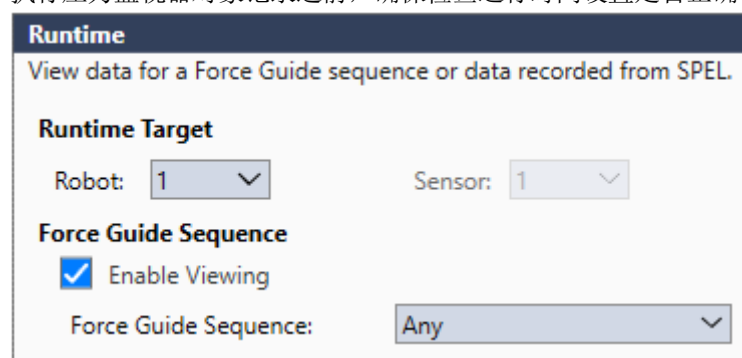 Runtime
View data for a Force Guide sequence or data recorded from SPEL.
Runtime Target
Robot: 1 Sensor: 1
Force Guide Sequence
Enable Viewing
Force Guide Sequence: Any